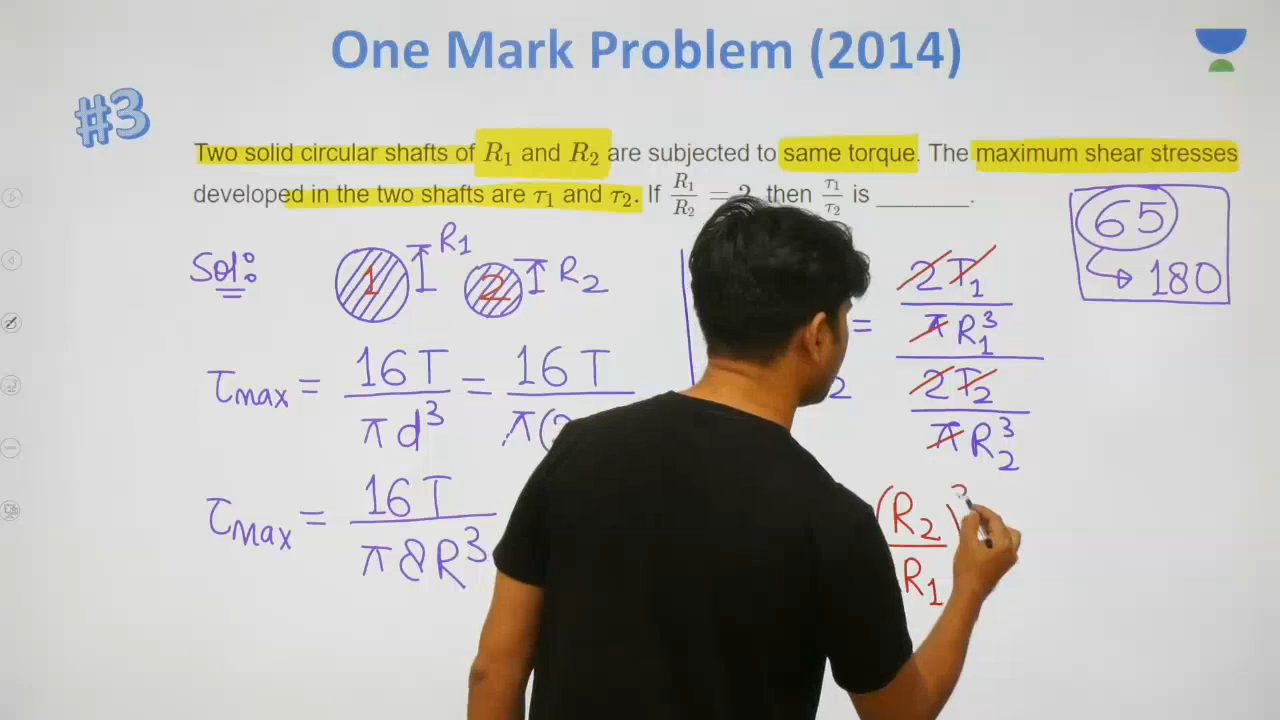 One Mark Problem (2014)
#3
Two solid circular shafts of R₁ and R₂ are subjected to same torque. The maximum shear stresses
developed in the two shafts are τ₁ and τ₂. If R₁/R₂ = 2, then τ₁/τ₂ is ________.
65
→ 180
Sol:
1 R₁ 2 R₂
τmax = 16T/πd³ = 16T/π(2
τmax = 16T/π8R³
= 2T₁/πR₁³
2 2T₂/πR₂³
(R₂/R₁)³